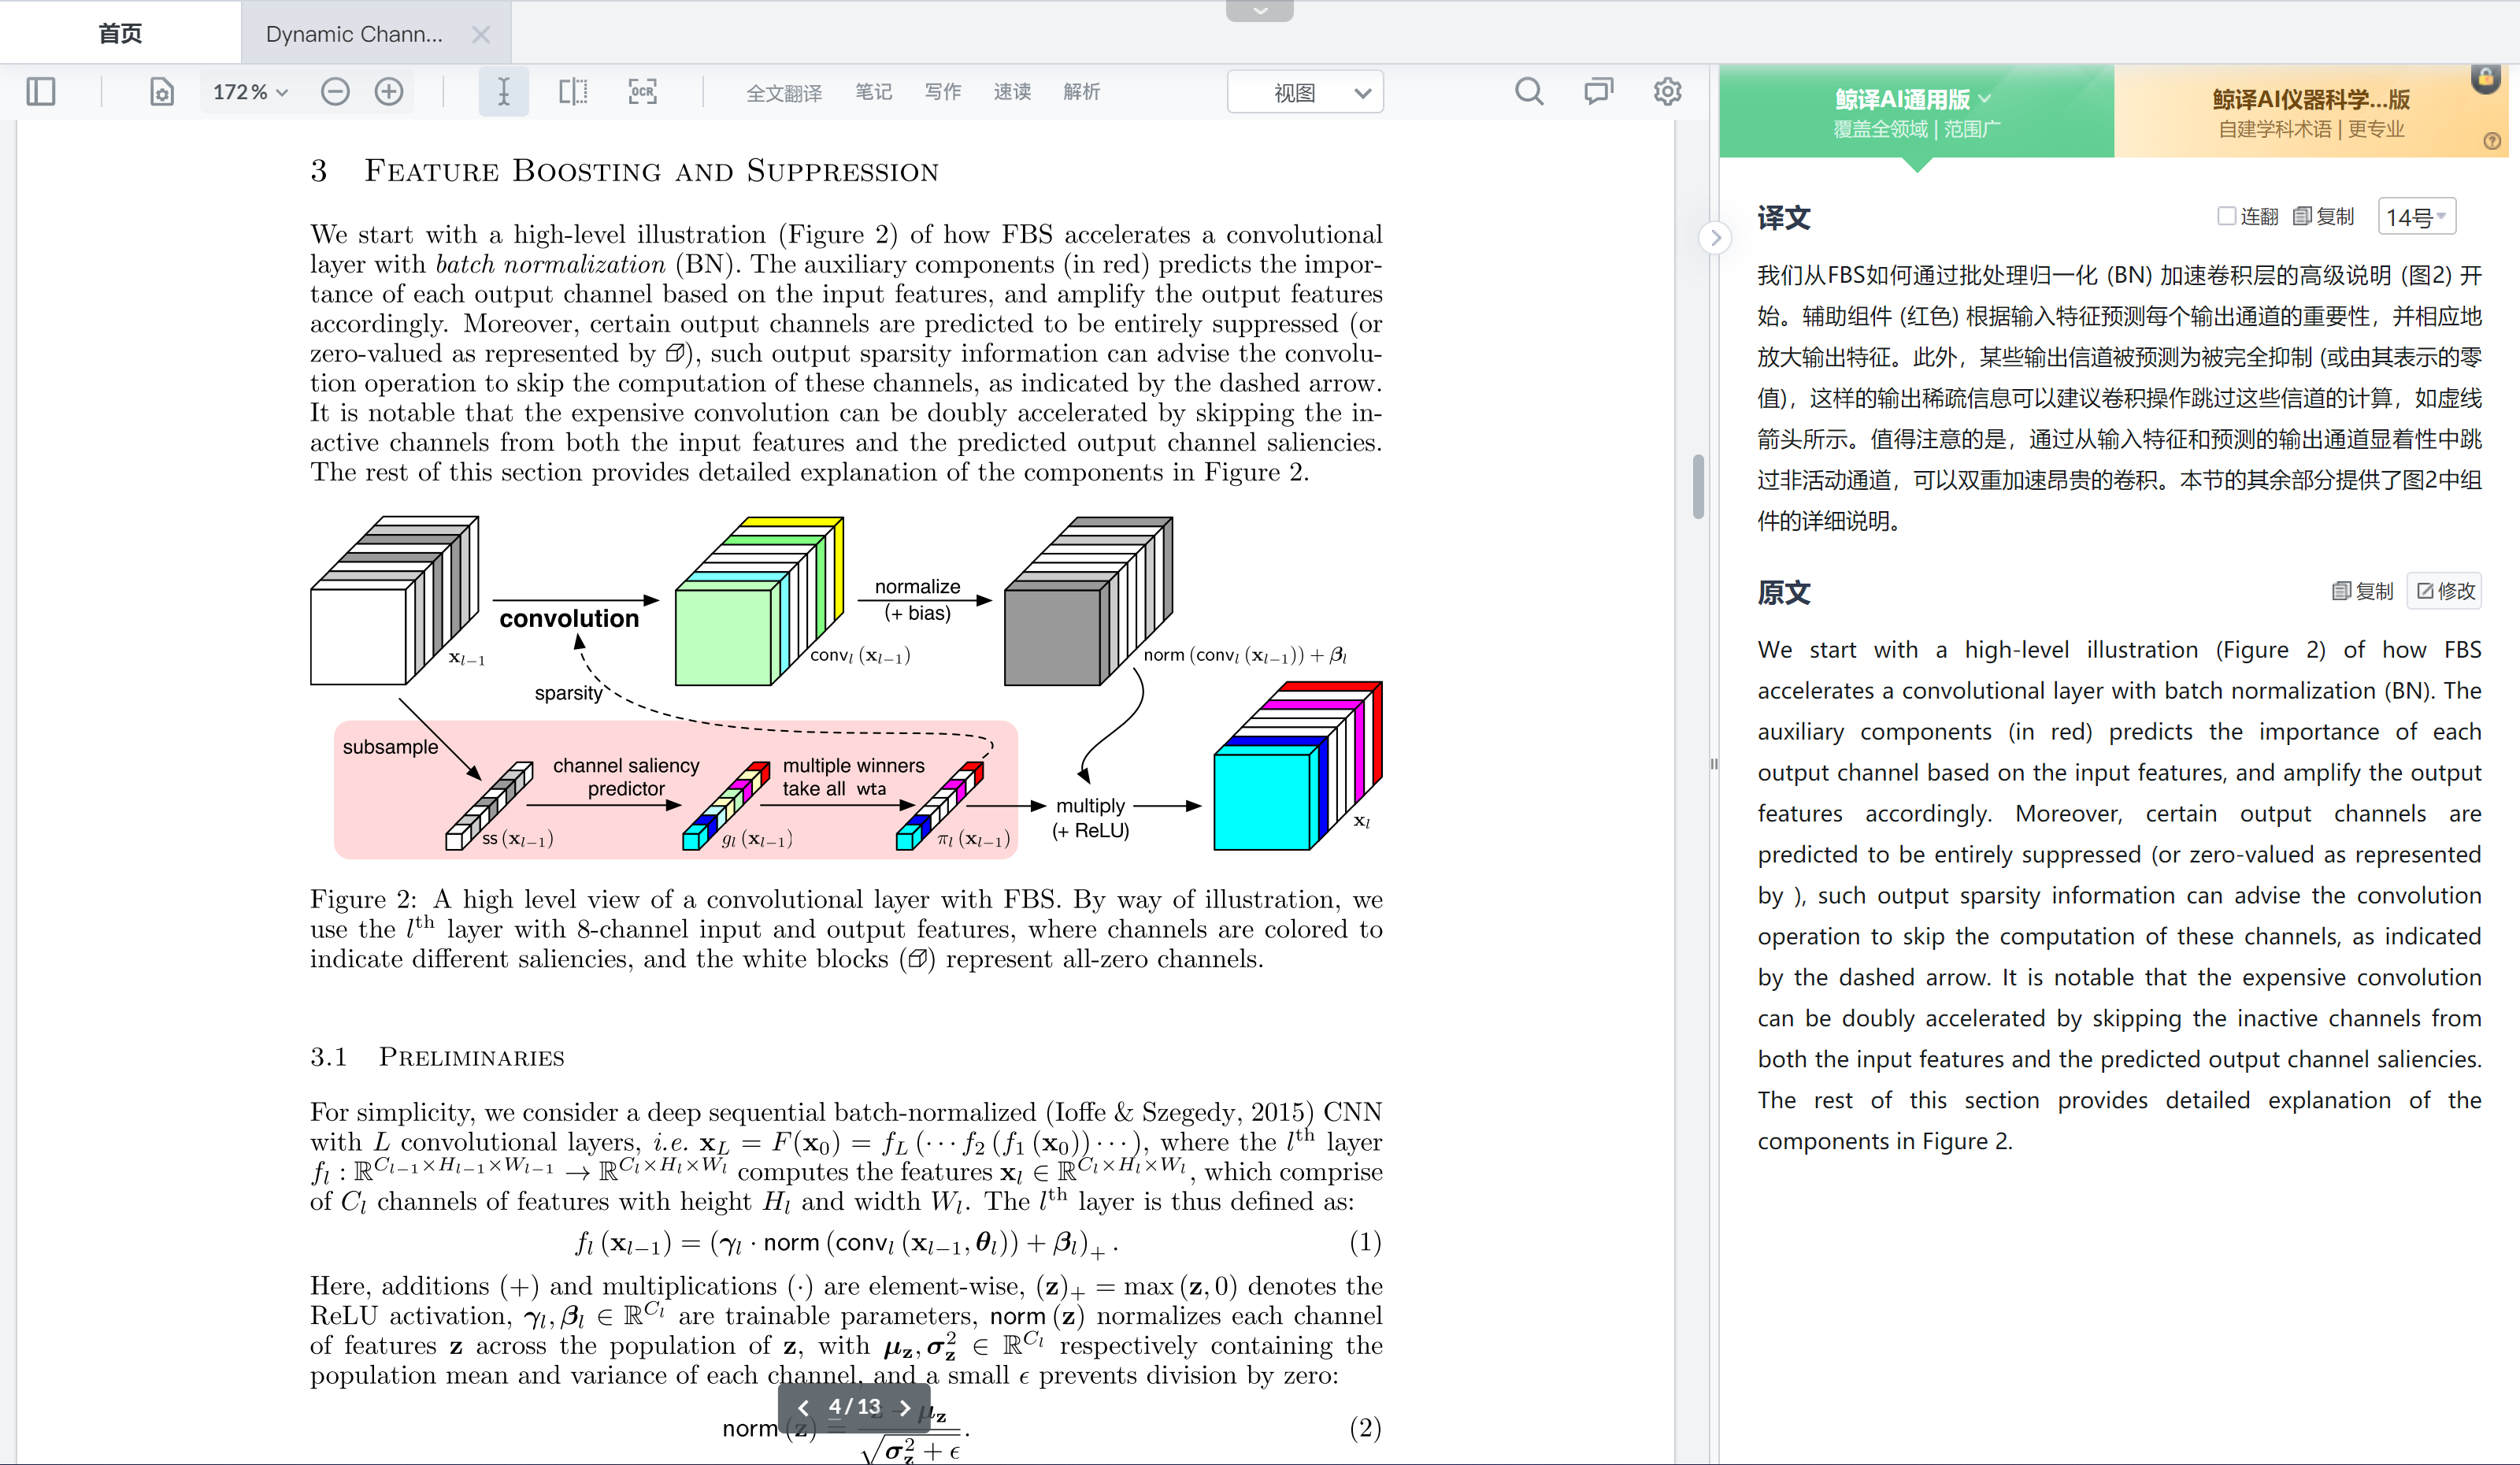 首页
Dynamic Chann...
172%
OCR
全文翻译 笔记 写作 速读 解析
视图
3 FEATURE BOOSTING AND SUPPRESSION
We start with a high-level illustration (Figure 2) of how FBS accelerates a convolutional
layer with batch normalization (BN). The auxiliary components (in red) predicts the impor-
tance of each output channel based on the input features, and amplify the output features
accordingly. Moreover, certain output channels are predicted to be entirely suppressed (or
zero-valued as represented by ), such output sparsity information can advise the convolu-
tion operation to skip the computation of these channels, as indicated by the dashed arrow.
It is notable that the expensive convolution can be doubly accelerated by skipping the in-
active channels from both the input features and the predicted output channel saliencies.
The rest of this section provides detailed explanation of the components in Figure 2.
convolution
normalize
(+ bias)
x_{l−1}
conv_l (x_{l−1})
norm (conv_l (x_{l−1})) + β_l
sparsity
subsample
channel saliency
predictor
multiple winners
take all wta
multiply
(+ ReLU)
ss (x_{l−1})
g_l (x_{l−1})
π_l (x_{l−1})
x_l
Figure 2: A high level view of a convolutional layer with FBS. By way of illustration, we
use the l^{th} layer with 8-channel input and output features, where channels are colored to
indicate different saliencies, and the white blocks () represent all-zero channels.
3.1 PRELIMINARIES
For simplicity, we consider a deep sequential batch-normalized (Ioffe & Szegedy, 2015) CNN
with L convolutional layers, i.e. x_L = F(x_0) = f_L (⋯ f_2 (f_1 (x_0)) ⋯), where the l^{th} layer
f_l : ℝ^{C_{l−1}×H_{l−1}×W_{l−1}} → ℝ^{C_l×H_l×W_l} computes the features x_l ∈ ℝ^{C_l×H_l×W_l}, which comprise
of C_l channels of features with height H_l and width W_l. The l^{th} layer is thus defined as:
f_l (x_{l−1}) = (γ_l · norm (conv_l (x_{l−1}, θ_l)) + β_l)_+ . (1)
Here, additions (+) and multiplications (·) are element-wise, (z)_+ = max (z, 0) denotes the
ReLU activation, γ_l, β_l ∈ ℝ^{C_l} are trainable parameters, norm (z) normalizes each channel
of features z across the population of z, with μ_z, σ_z^2 ∈ ℝ^{C_l} respectively containing the
population mean and variance of each channel, and a small ϵ prevents division by zero:
norm (z) = z − μ_z / √(σ_z^2 + ϵ). (2)
4 / 13
鲸译AI通用版
覆盖全领域 | 范围广
鲸译AI仪器科学...版
自建学科术语 | 更专业
译文
连翻 复制 14号
我们从FBS如何通过批处理归一化 (BN) 加速卷积层的高级说明 (图2) 开
始。辅助组件 (红色) 根据输入特征预测每个输出通道的重要性，并相应地
放大输出特征。此外，某些输出信道被预测为被完全抑制 (或由其表示的零
值)，这样的输出稀疏信息可以建议卷积操作跳过这些信道的计算，如虚线
箭头所示。值得注意的是，通过从输入特征和预测的输出通道显着性中跳
过非活动通道，可以双重加速昂贵的卷积。本节的其余部分提供了图2中组
件的详细说明。
原文
复制 修改
We start with a high-level illustration (Figure 2) of how FBS
accelerates a convolutional layer with batch normalization (BN). The
auxiliary components (in red) predicts the importance of each
output channel based on the input features, and amplify the output
features accordingly. Moreover, certain output channels are
predicted to be entirely suppressed (or zero-valued as represented
by ), such output sparsity information can advise the convolution
operation to skip the computation of these channels, as indicated
by the dashed arrow. It is notable that the expensive convolution
can be doubly accelerated by skipping the inactive channels from
both the input features and the predicted output channel saliencies.
The rest of this section provides detailed explanation of the
components in Figure 2.